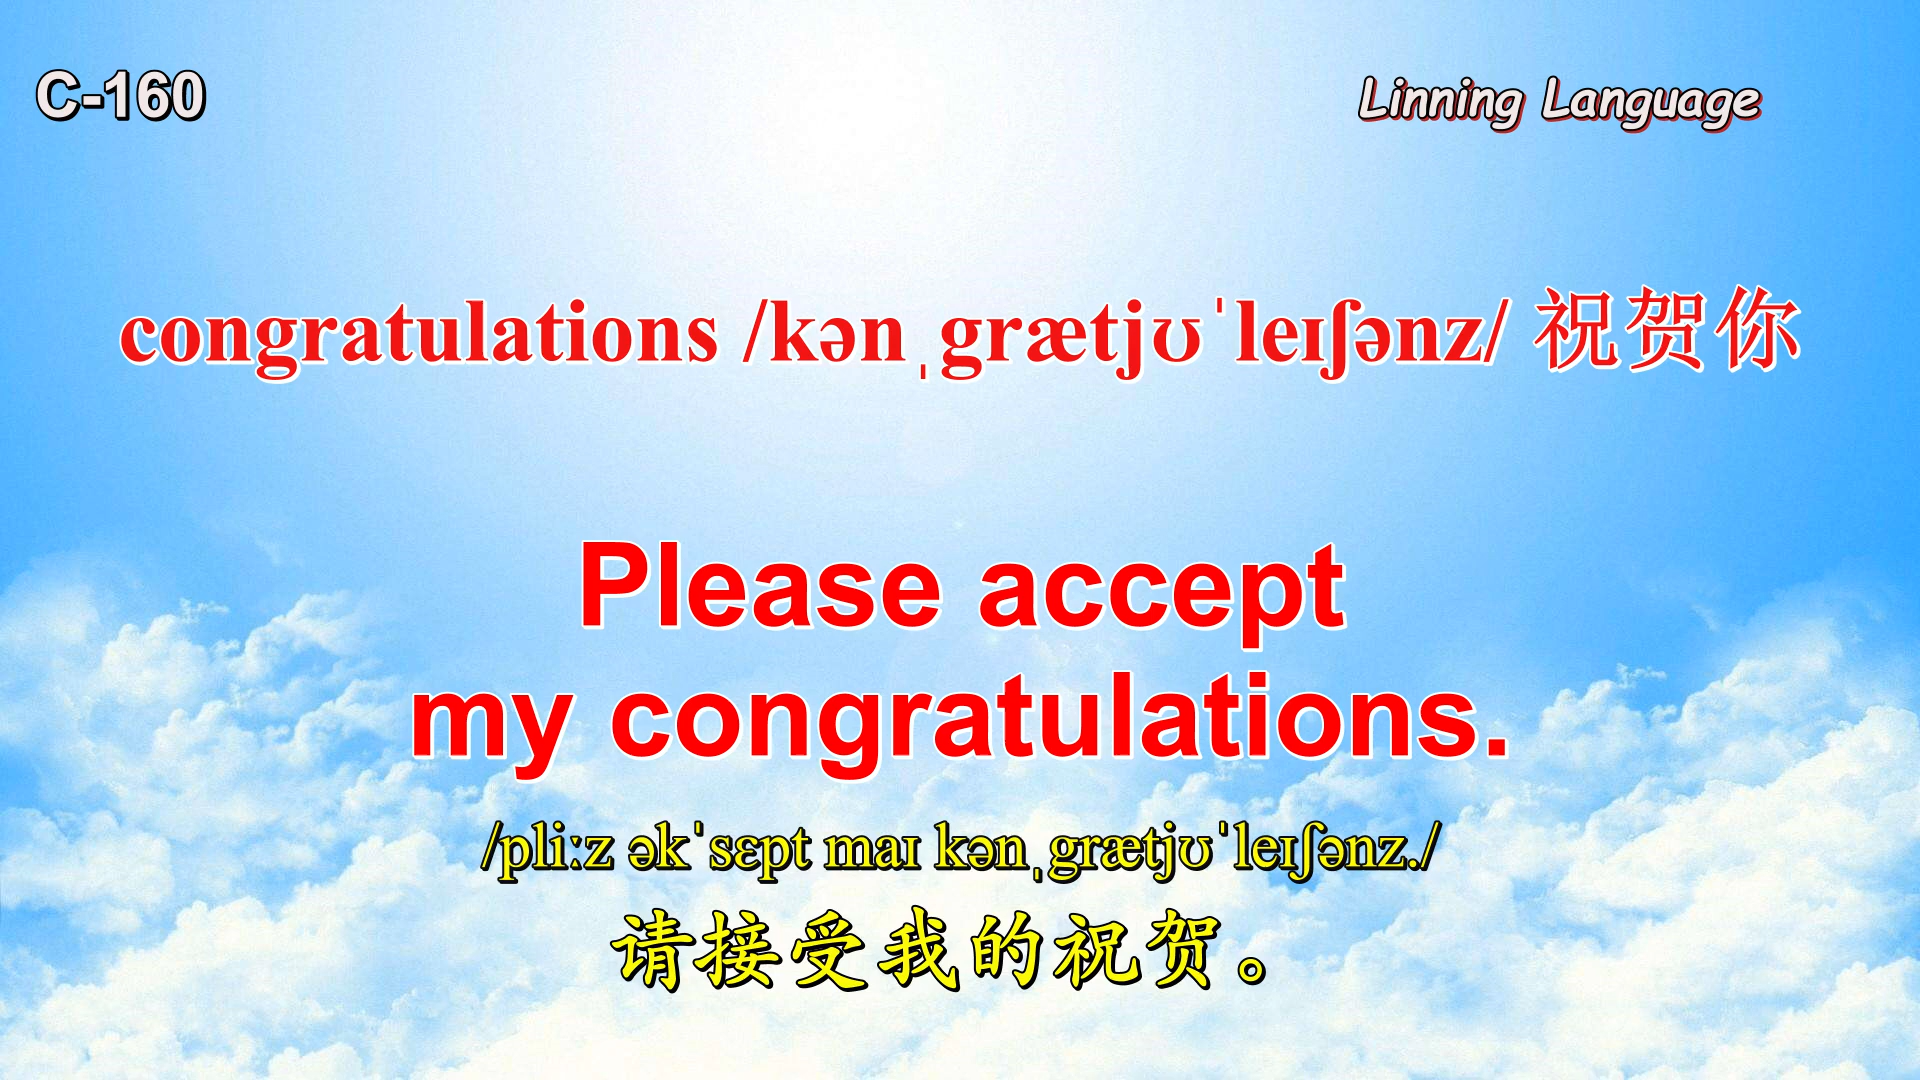 C-160
Linning Language
congratulations /kənˌgrætjʊˈleɪʃənz/ 祝贺你
Please accept
my congratulations.
/pliːz əkˈsɛpt maɪ kənˌgrætjʊˈleɪʃənz./
请接受我的祝贺。